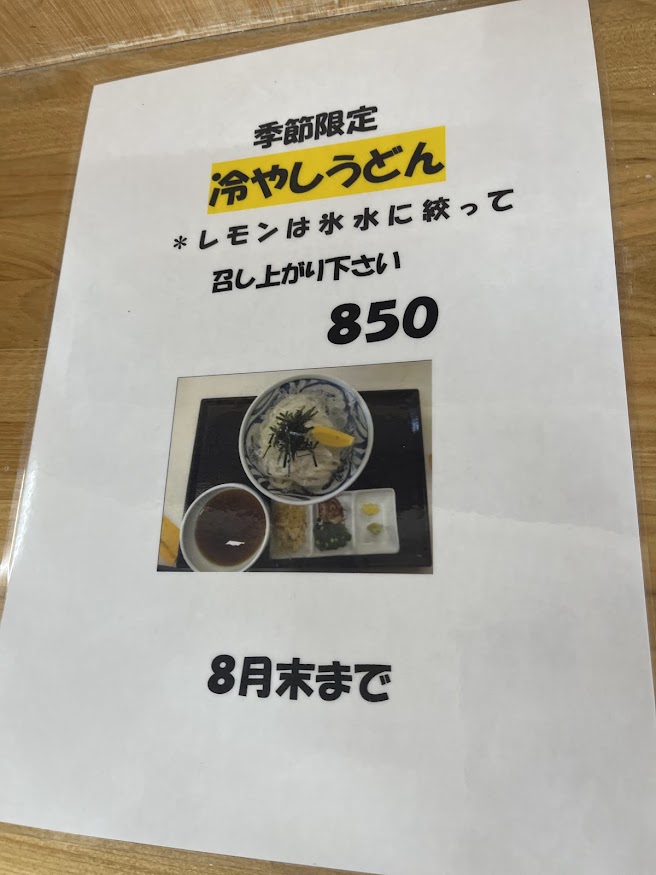 季節限定
冷やしうどん
＊レモンは氷水に絞って
召し上がり下さい
850
8月末まで